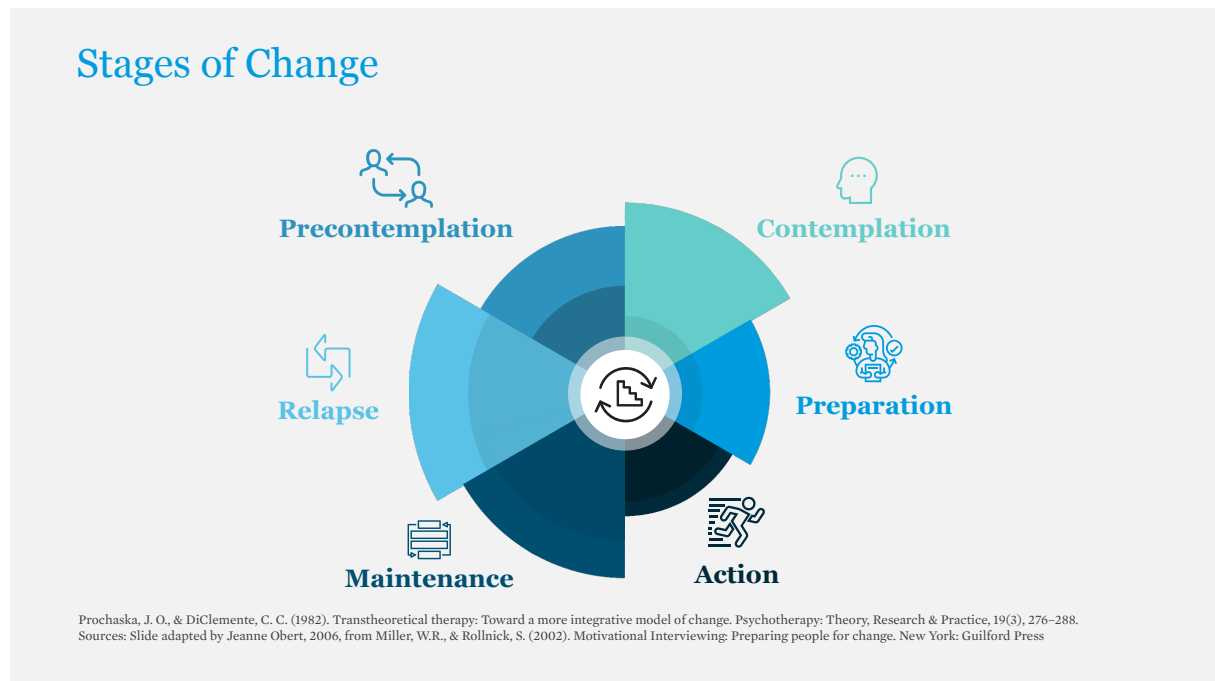 Stages of Change
Precontemplation
Contemplation
Relapse
Preparation
Maintenance
Action
Prochaska, J. O., & DiClemente, C. C. (1982). Transtheoretical therapy: Toward a more integrative model of change. Psychotherapy: Theory, Research & Practice, 19(3), 276–288.
Sources: Slide adapted by Jeanne Obert, 2006, from Miller, W.R., & Rollnick, S. (2002). Motivational Interviewing: Preparing people for change. New York: Guilford Press